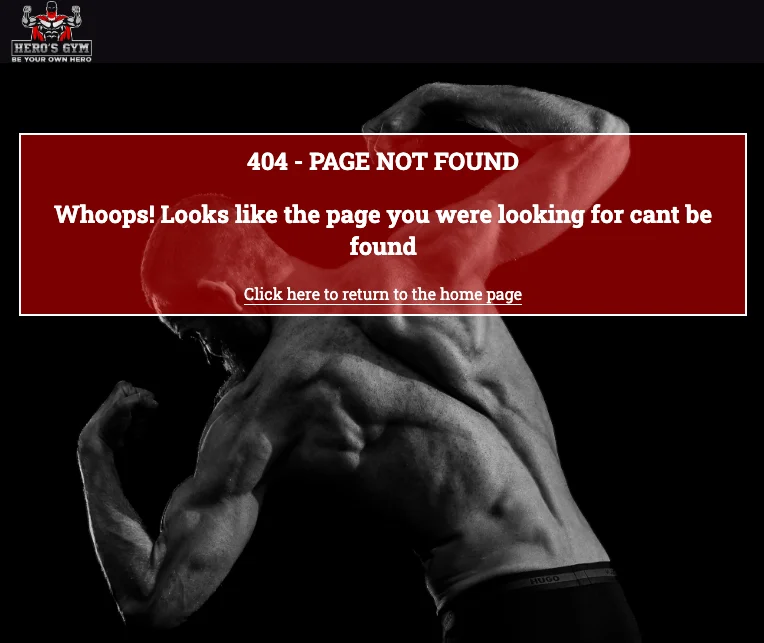 HERO'S GYM
BE YOUR OWN HERO
404 - PAGE NOT FOUND
Whoops! Looks like the page you were looking for cant be
found
Click here to return to the home page
HUGO